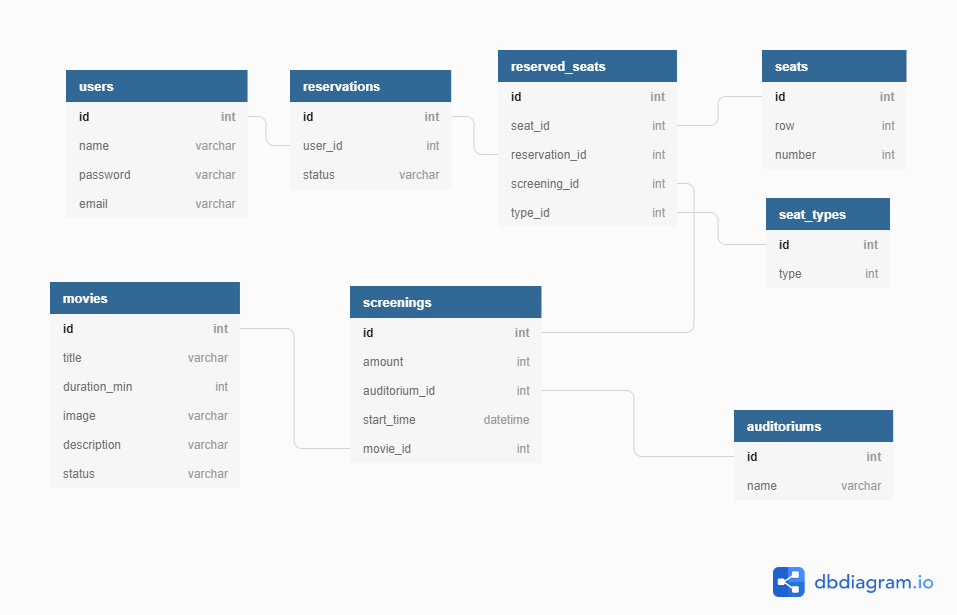 users
id int
name varchar
password varchar
email varchar
reservations
id int
user_id int
status varchar
reserved_seats
id int
seat_id int
reservation_id int
screening_id int
type_id int
seats
id int
row int
number int
seat_types
id int
type int
movies
id int
title varchar
duration_min int
image varchar
description varchar
status varchar
screenings
id int
amount int
auditorium_id int
start_time datetime
movie_id int
auditoriums
id int
name varchar
dbdiagram.io